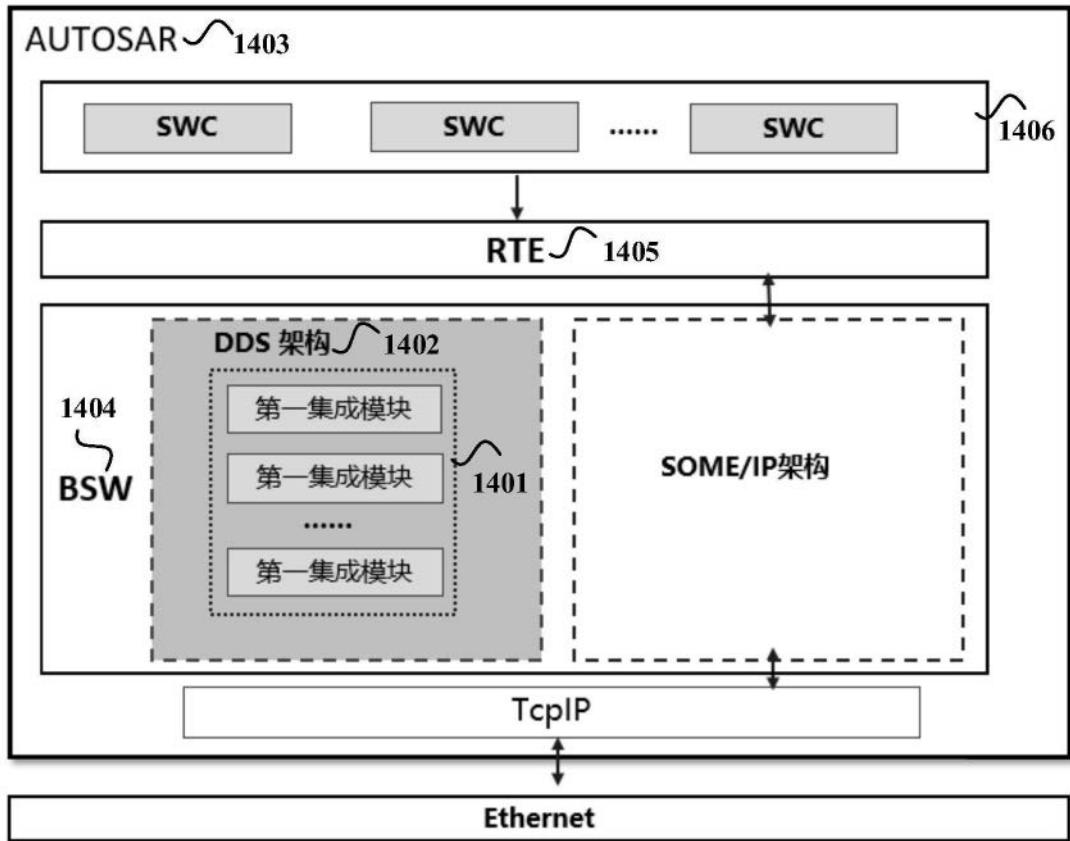 AUTOSAR 1403
SWC SWC ...... SWC
1406
RTE 1405
DDS 架构 1402
第一集成模块
1404
第一集成模块
1401
BSW
SOME/IP架构
......
第一集成模块
TcpIP
Ethernet